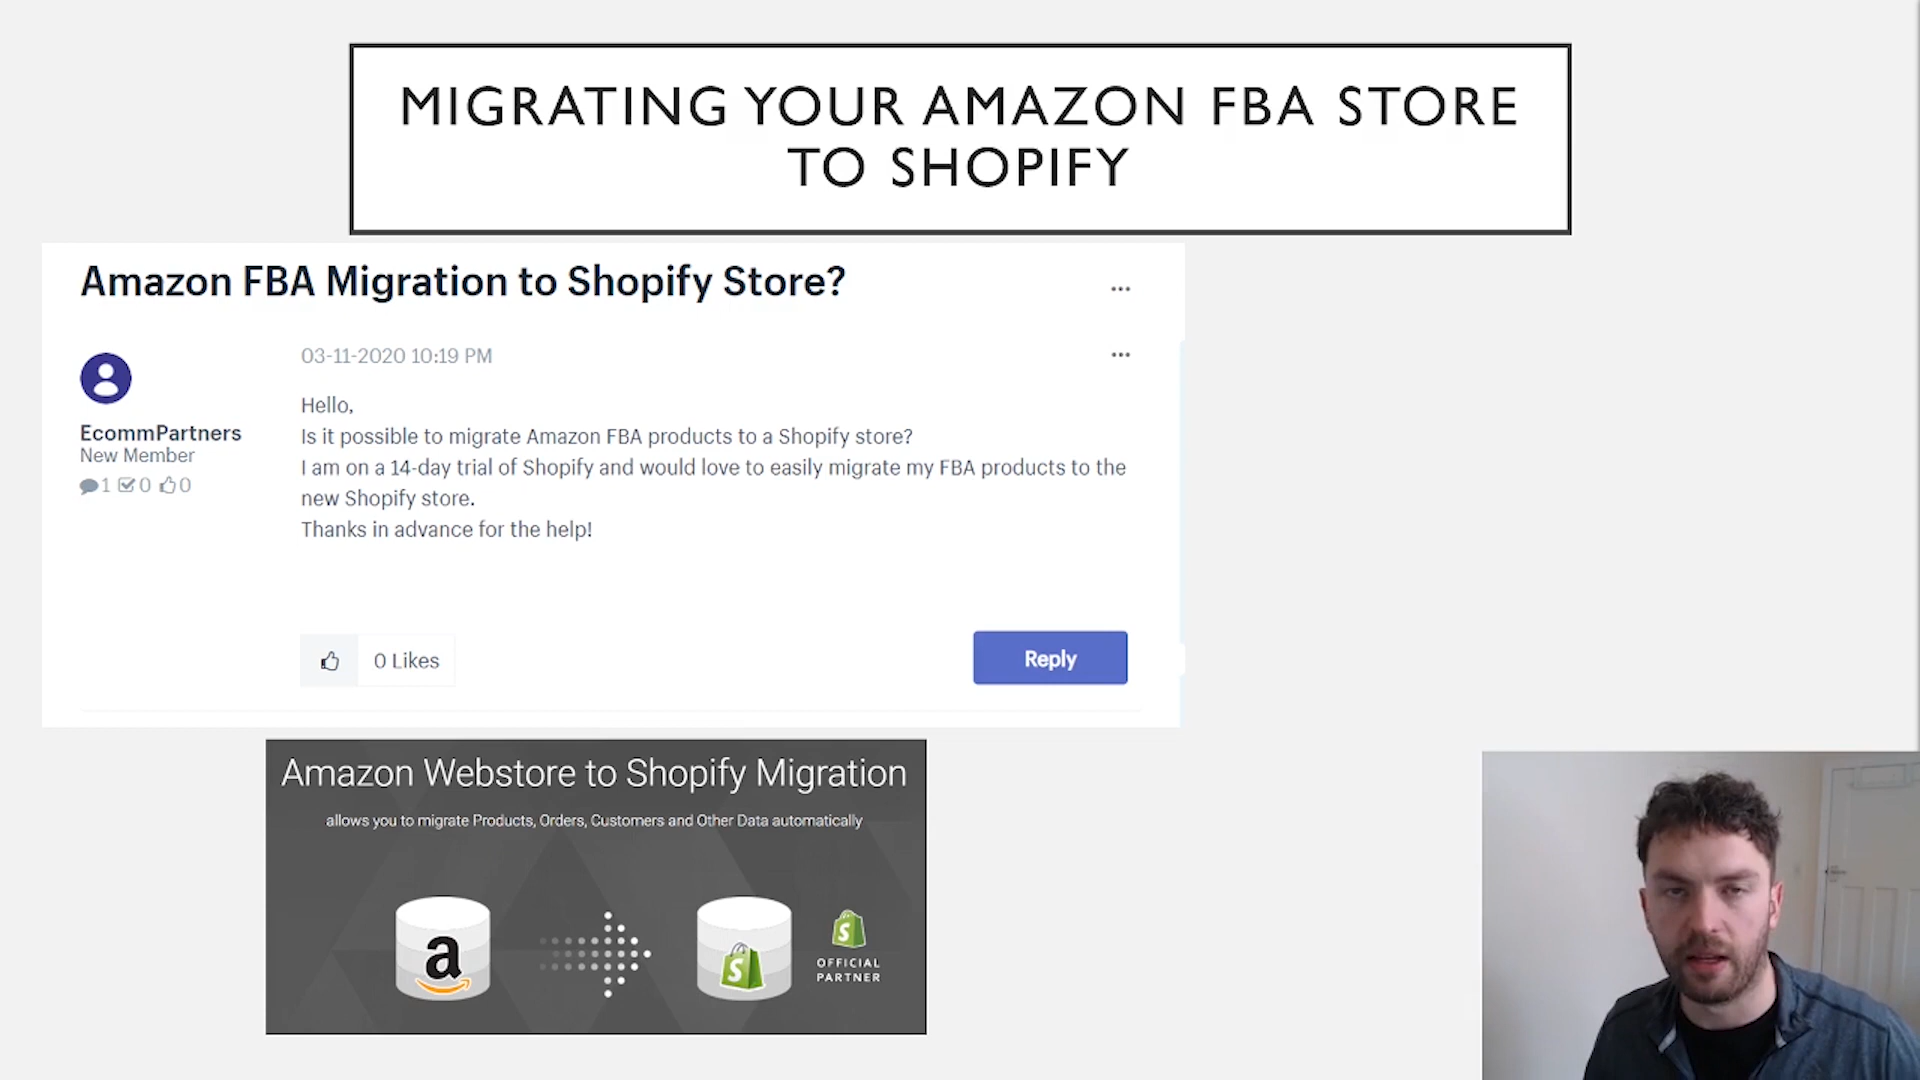 MIGRATING YOUR AMAZON FBA STORE
TO SHOPIFY
Amazon FBA Migration to Shopify Store?
03-11-2020 10:19 PM
EcommPartners
New Member
1 0 0
Hello,
Is it possible to migrate Amazon FBA products to a Shopify store?
I am on a 14-day trial of Shopify and would love to easily migrate my FBA products to the
new Shopify store.
Thanks in advance for the help!
0 Likes
Reply
Amazon Webstore to Shopify Migration
allows you to migrate Products, Orders, Customers and Other Data automatically
a
S
S
OFFICIAL
PARTNER